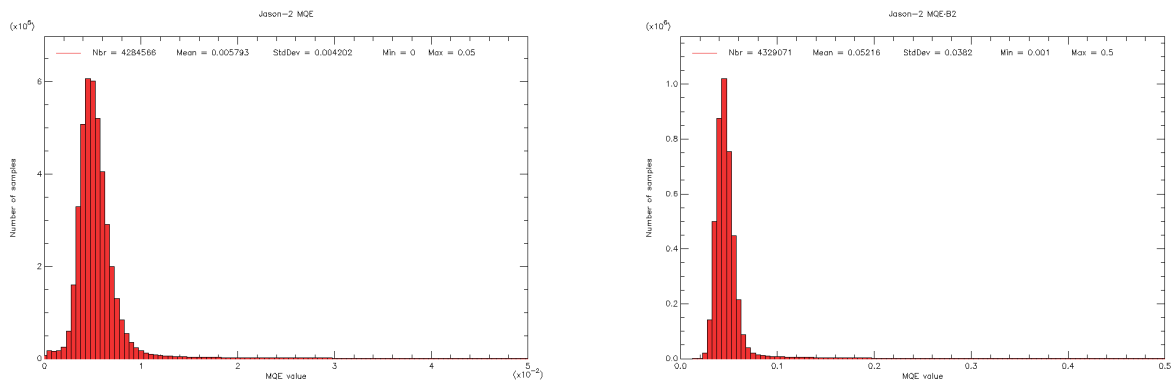 Jason-2 MQE
(x10⁵)
Nbr = 4284566 Mean = 0.005793 StdDev = 0.004202 Min = 0 Max = 0.05
6
4
2
0
Number of samples
0 1 2 3 4 5
MQE value
(x10⁻²)
Jason-2 MQE-B2
(x10⁶)
Nbr = 4329071 Mean = 0.05216 StdDev = 0.0382 Min = 0.001 Max = 0.5
1.0
0.8
0.6
0.4
0.2
0.0
Number of samples
0.0 0.1 0.2 0.3 0.4 0.5
MQE value